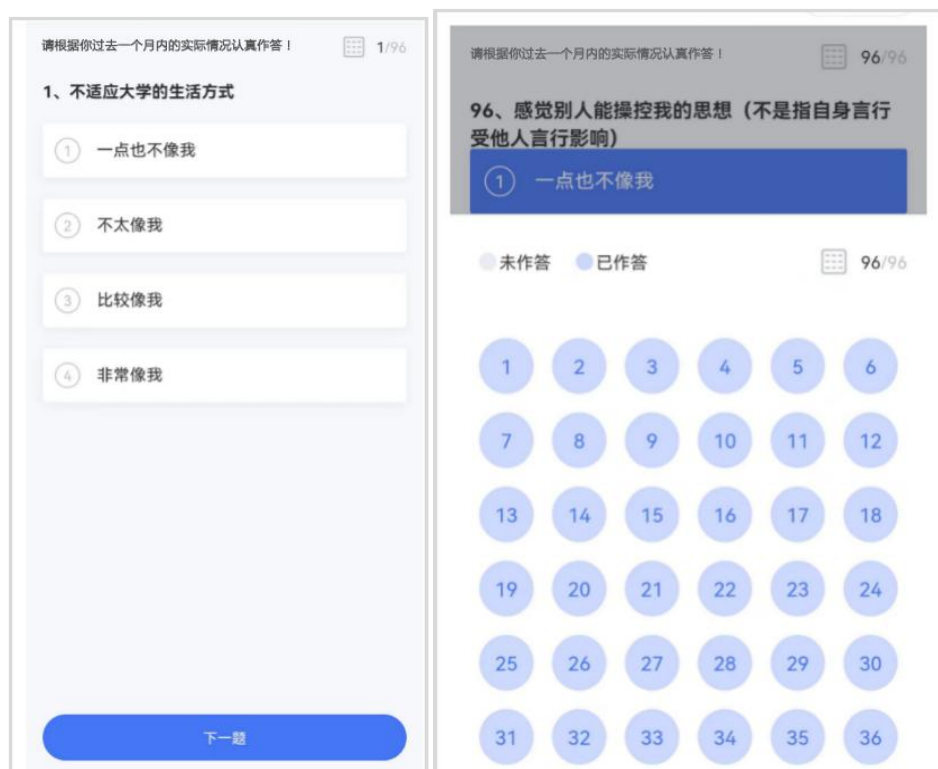 请根据你过去一个月内的实际情况认真作答！
1/96
1、不适应大学的生活方式
1 一点也不像我
2 不太像我
3 比较像我
4 非常像我
下一题
请根据你过去一个月内的实际情况认真作答！
96/96
96、感觉别人能操控我的思想（不是指自身言行
受他人言行影响）
1 一点也不像我
未作答 已作答 96/96
1 2 3 4 5 6
7 8 9 10 11 12
13 14 15 16 17 18
19 20 21 22 23 24
25 26 27 28 29 30
31 32 33 34 35 36